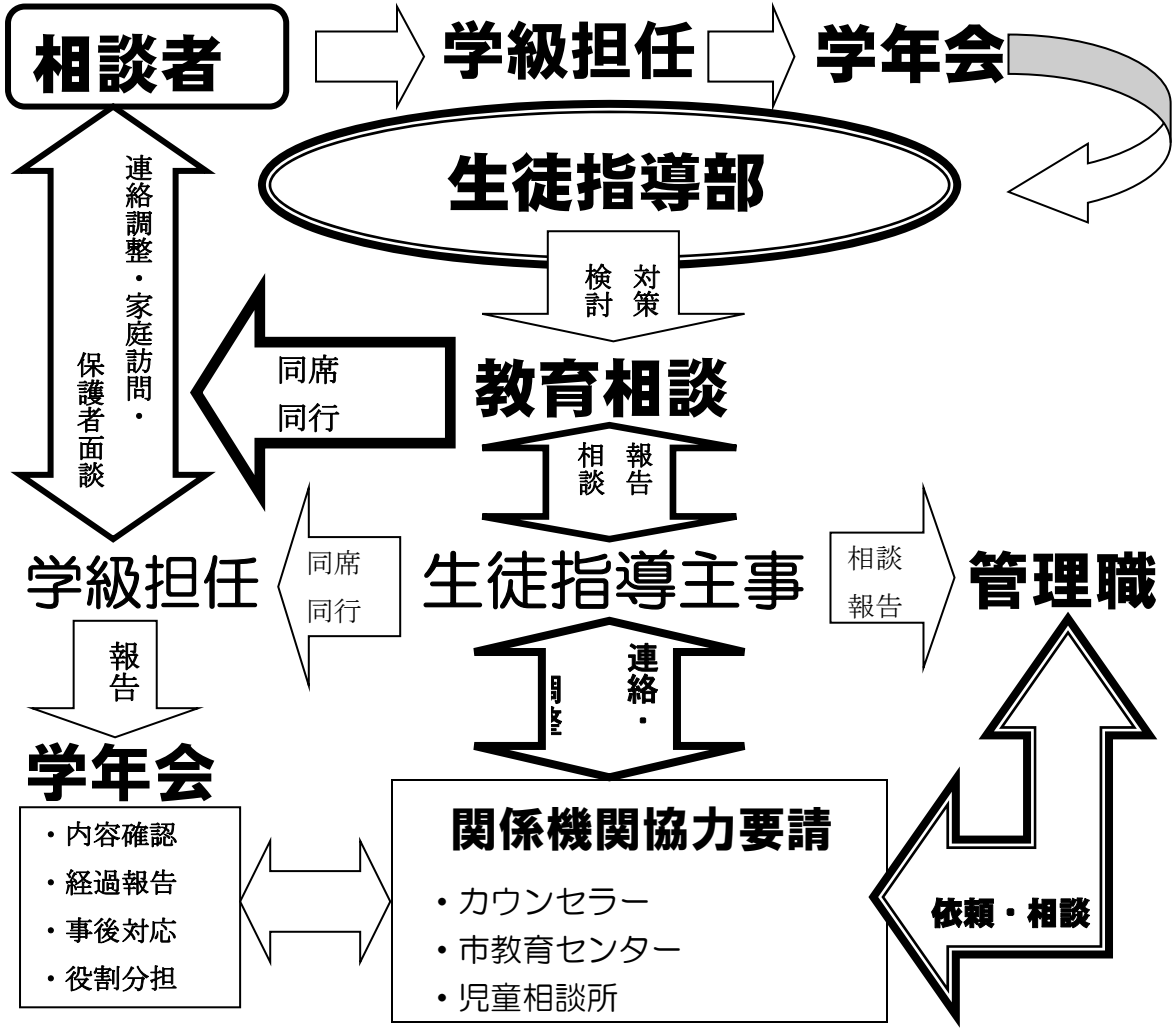 相談者
学級担任
学年会
生徒指導部
対策
検討
連絡調整・家庭訪問・
保護者面談
同席
同行
教育相談
報告
相談
学級担任
同席
同行
生徒指導主事
相談
報告
管理職
報告
連絡・
調整
学年会
・内容確認
・経過報告
・事後対応
・役割分担
関係機関協力要請
・カウンセラー
・市教育センター
・児童相談所
依頼・相談